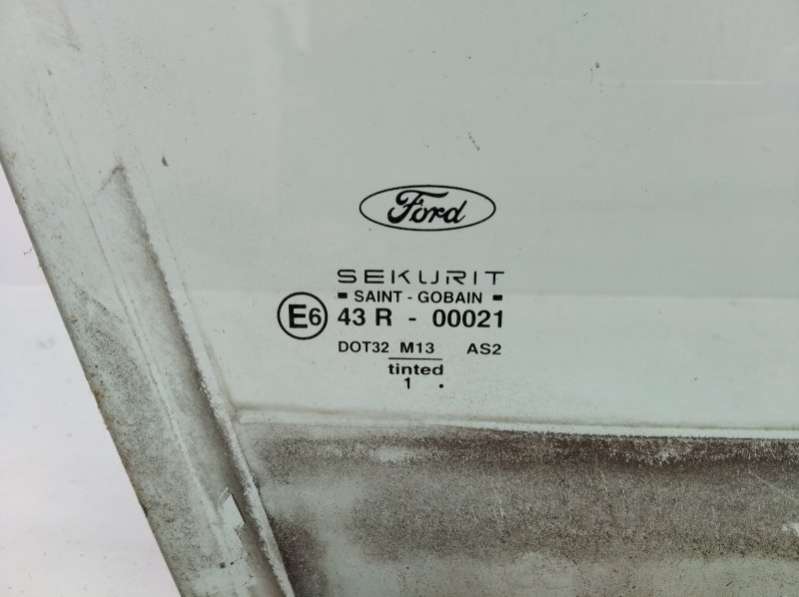 Ford
SEKURIT
SAINT - GOBAIN
E6 43 R - 00021
DOT32 M13 AS2
tinted
1 .